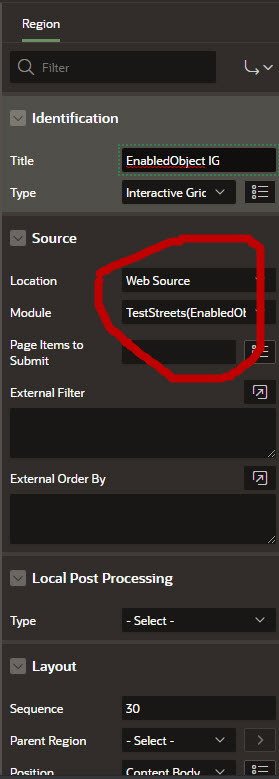 Region
Filter
Identification
Title EnabledObject IG
Type Interactive Grid
Source
Location Web Source
Module TestStreets(EnabledOb
Page Items to
Submit
External Filter
External Order By
Local Post Processing
Type - Select -
Layout
Sequence 30
Parent Region - Select -
Position Content Body